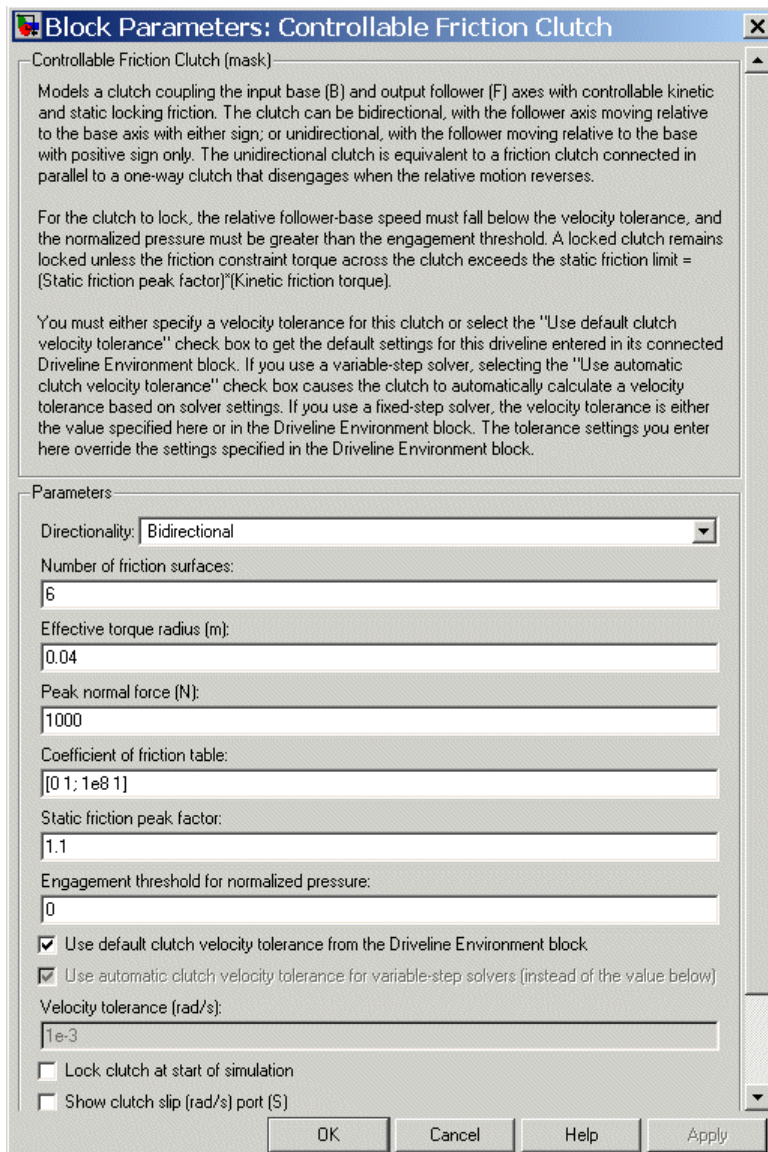 Block Parameters: Controllable Friction Clutch
Controllable Friction Clutch (mask)
Models a clutch coupling the input base (B) and output follower (F) axes with controllable kinetic
and static locking friction. The clutch can be bidirectional, with the follower axis moving relative
to the base axis with either sign; or unidirectional, with the follower moving relative to the base
with positive sign only. The unidirectional clutch is equivalent to a friction clutch connected in
parallel to a one-way clutch that disengages when the relative motion reverses.
For the clutch to lock, the relative follower-base speed must fall below the velocity tolerance, and
the normalized pressure must be greater than the engagement threshold. A locked clutch remains
locked unless the friction constraint torque across the clutch exceeds the static friction limit =
(Static friction peak factor)*(Kinetic friction torque).
You must either specify a velocity tolerance for this clutch or select the "Use default clutch
velocity tolerance" check box to get the default settings for this driveline entered in its connected
Driveline Environment block. If you use a variable-step solver, selecting the "Use automatic
clutch velocity tolerance" check box causes the clutch to automatically calculate a velocity
tolerance based on solver settings. If you use a fixed-step solver, the velocity tolerance is either
the value specified here or in the Driveline Environment block. The tolerance settings you enter
here override the settings specified in the Driveline Environment block.
Parameters
Directionality: Bidirectional
Number of friction surfaces:
6
Effective torque radius (m):
0.04
Peak normal force (N):
1000
Coefficient of friction table:
[0 1; 1e8 1]
Static friction peak factor:
1.1
Engagement threshold for normalized pressure:
0
Use default clutch velocity tolerance from the Driveline Environment block
Use automatic clutch velocity tolerance for variable-step solvers (instead of the value below)
Velocity tolerance (rad/s):
1e-3
Lock clutch at start of simulation
Show clutch slip (rad/s) port (S)
OK Cancel Help Apply